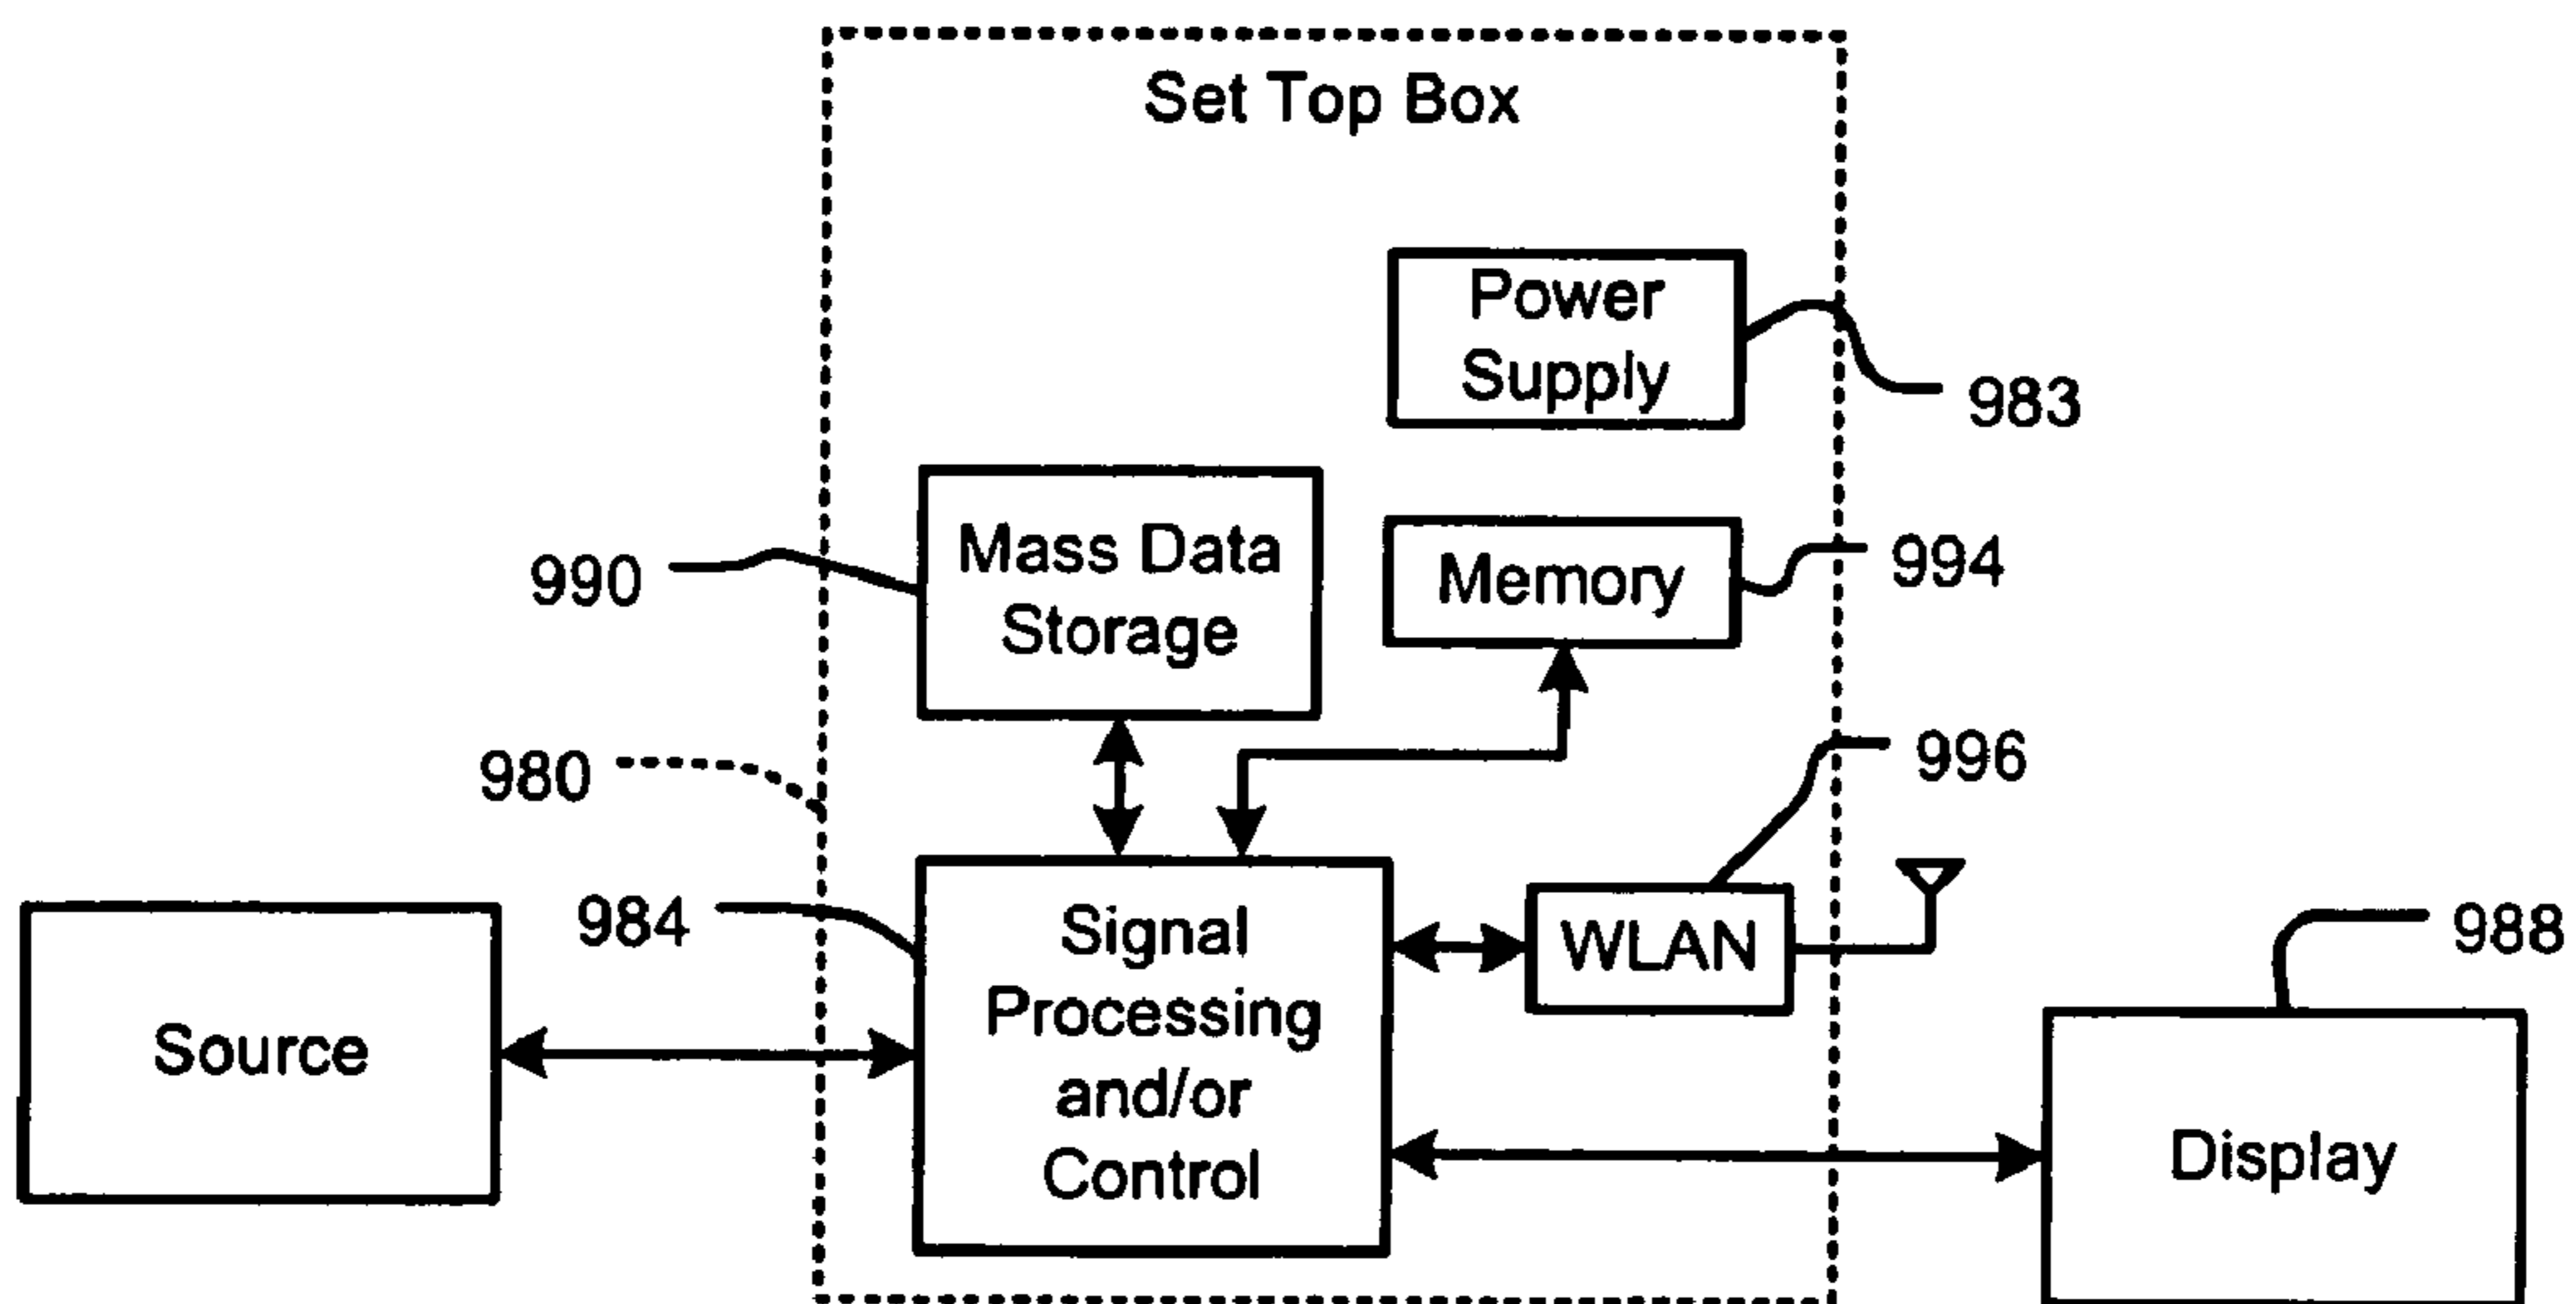 Set Top Box
Power
Supply
983
Mass Data
Storage
990
Memory
994
980
996
984
Signal
Processing
and/or
Control
WLAN
988
Source
Display